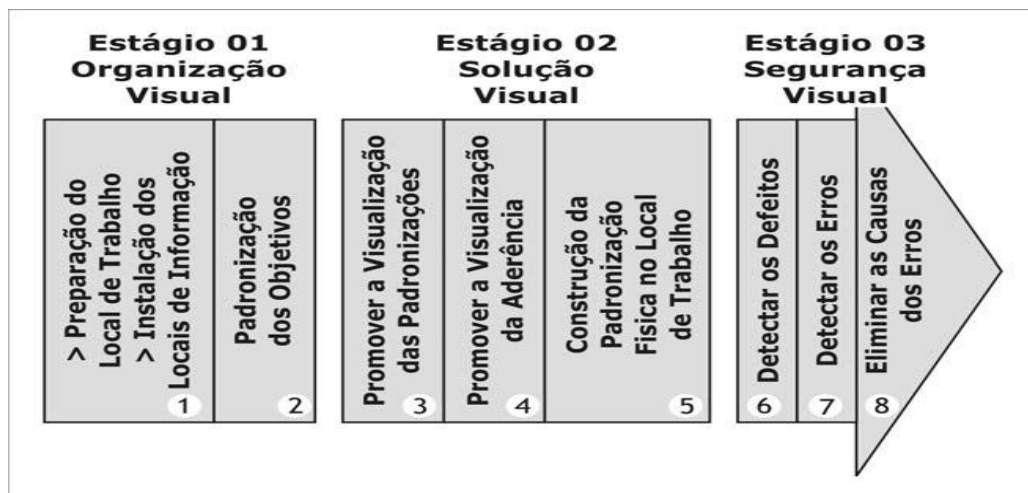 Estágio 01
Organização
Visual
> Preparação do
Local de Trabalho
> Instalação dos
Locais de Informação
1
Padronização
dos Objetivos
2
Estágio 02
Solução
Visual
Promover a Visualização
das Padronizações
3
Promover a Visualização
da Aderência
4
Construção da
Padronização
Fisica no Local
de Trabalho
5
Estágio 03
Segurança
Visual
Detectar os Defeitos
6
Detectar os Erros
7
Eliminar as Causas
dos Erros
8